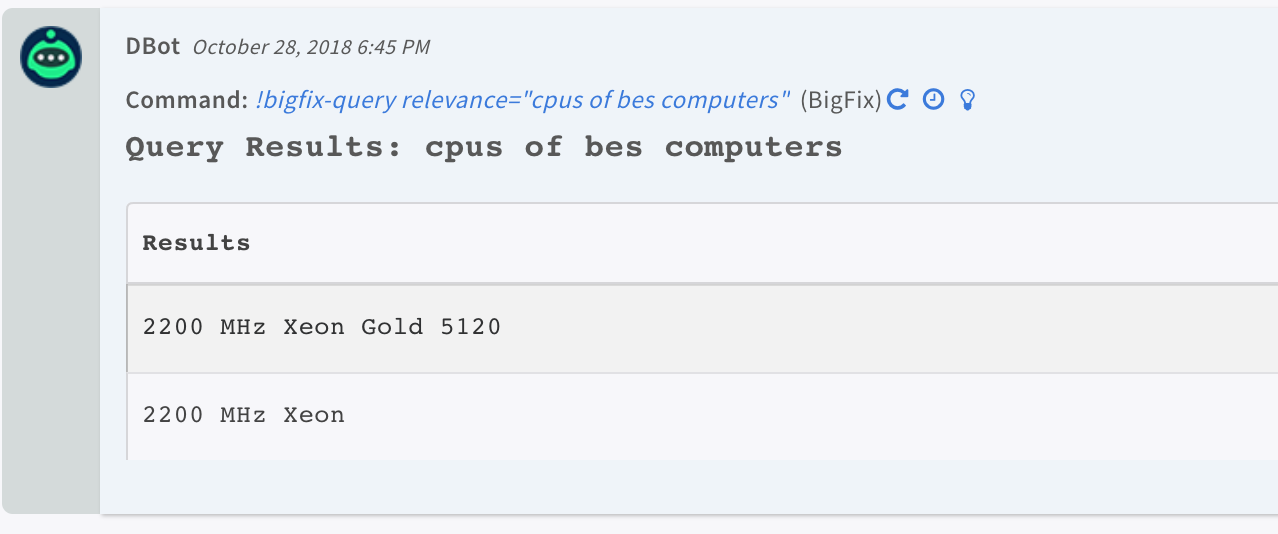 DBot October 28, 2018 6:45 PM
Command: !bigfix-query relevance="cpus of bes computers" (BigFix)
Query Results: cpus of bes computers
Results
2200 MHz Xeon Gold 5120
2200 MHz Xeon